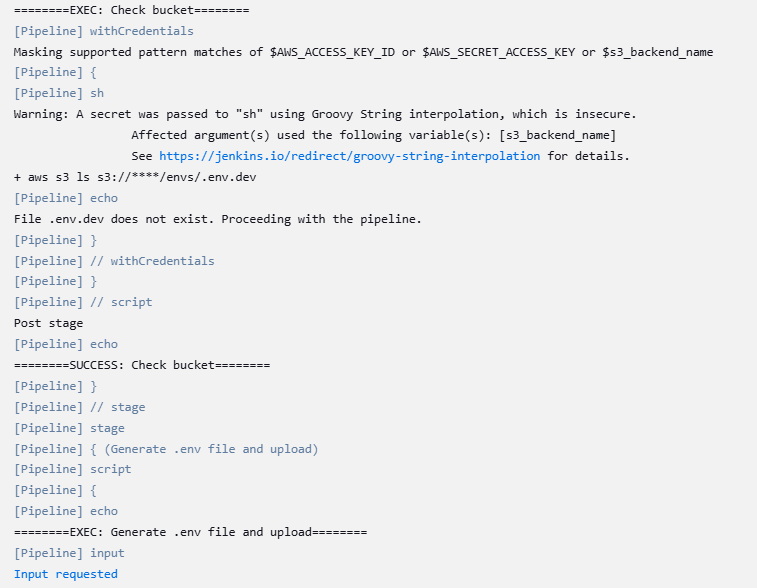 ========EXEC: Check bucket========
[Pipeline] withCredentials
Masking supported pattern matches of $AWS_ACCESS_KEY_ID or $AWS_SECRET_ACCESS_KEY or $s3_backend_name
[Pipeline] {
[Pipeline] sh
Warning: A secret was passed to "sh" using Groovy String interpolation, which is insecure.
Affected argument(s) used the following variable(s): [s3_backend_name]
See https://jenkins.io/redirect/groovy-string-interpolation for details.
+ aws s3 ls s3://****/envs/.env.dev
[Pipeline] echo
File .env.dev does not exist. Proceeding with the pipeline.
[Pipeline] }
[Pipeline] // withCredentials
[Pipeline] }
[Pipeline] // script
Post stage
[Pipeline] echo
========SUCCESS: Check bucket========
[Pipeline] }
[Pipeline] // stage
[Pipeline] stage
[Pipeline] { (Generate .env file and upload)
[Pipeline] script
[Pipeline] {
[Pipeline] echo
========EXEC: Generate .env file and upload========
[Pipeline] input
Input requested